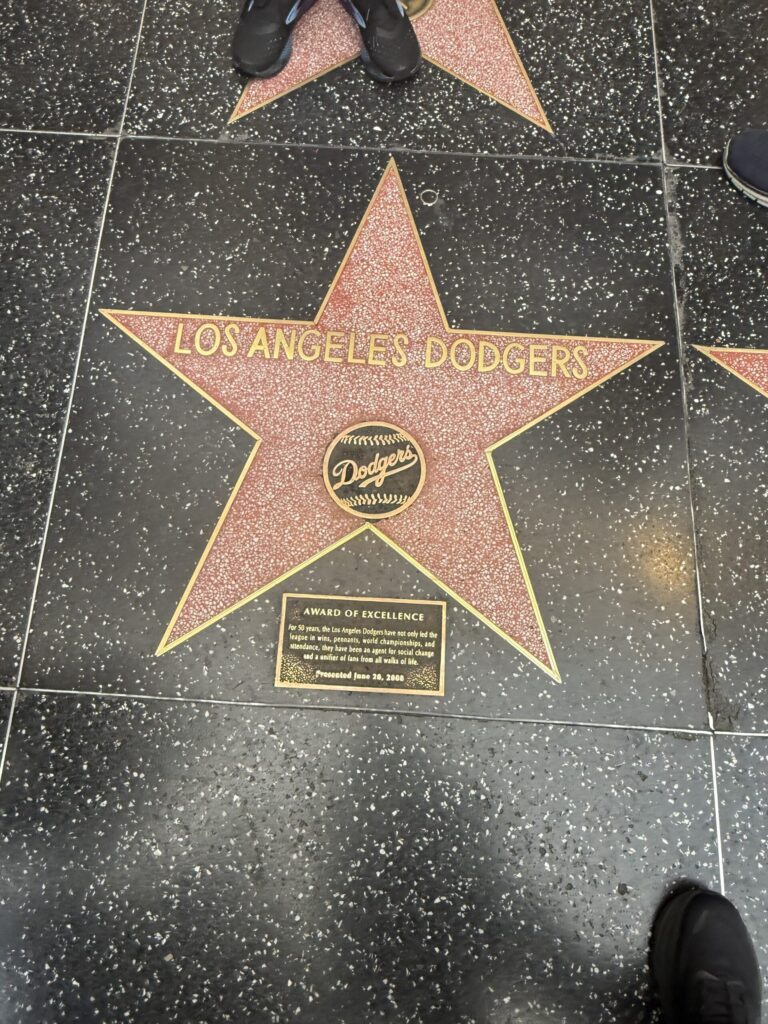 LOS ANGELES DODGERS
Dodgers
AWARD OF EXCELLENCE
For 50 years, the Los Angeles Dodgers have not only led the
league in wins, pennants, world championships, and
attendance, they have been an agent for social change
and a unifier of fans from all walks of life.
Presented June 20, 2008